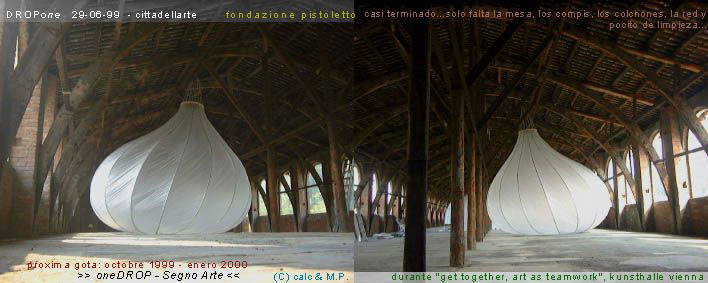 DROPone 29-06-99 - cittadellarte
fondazione pistoletto
casi terminado...solo falta la mesa, los compis, los colchones, la red y
pocito de limpieza...
proxima gota: octobre 1999 - enero 2000
>> oneDROP - Segno Arte <<
(C) calc & M.P.
durante "get together, art as teamwork", kunsthalle vienna